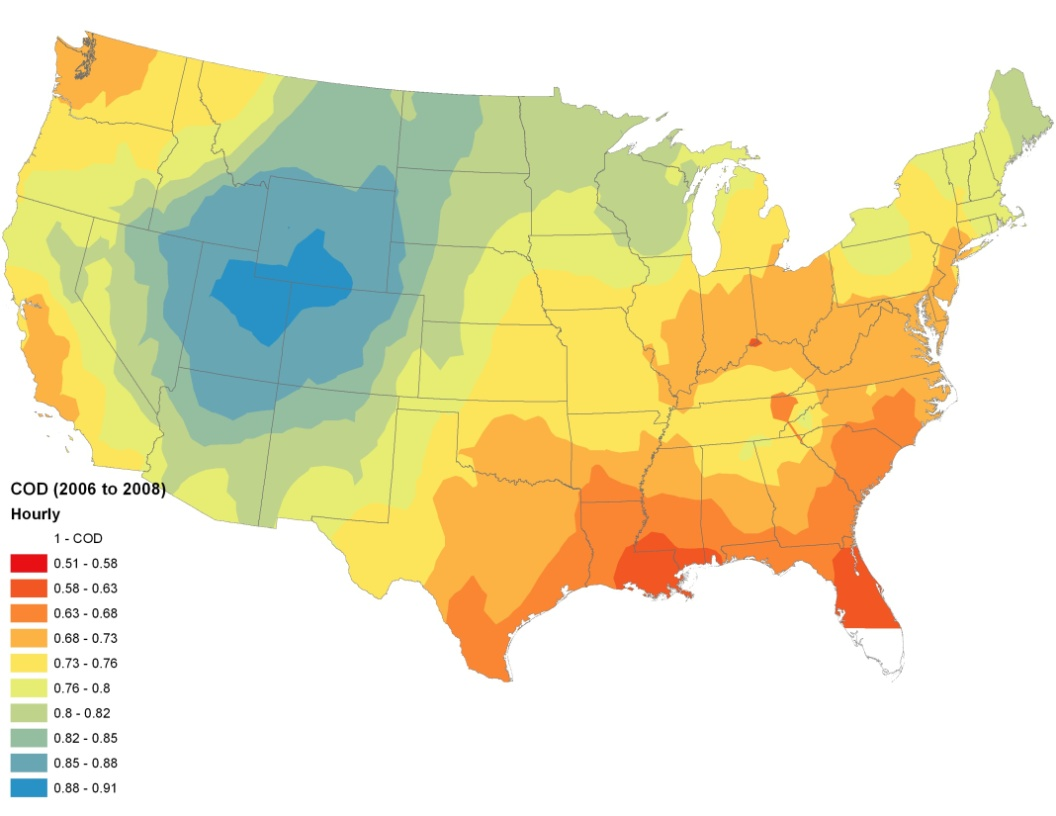 COD (2006 to 2008)
Hourly
1 - COD
0.51 - 0.58
0.58 - 0.63
0.63 - 0.68
0.68 - 0.73
0.73 - 0.76
0.76 - 0.8
0.8 - 0.82
0.82 - 0.85
0.85 - 0.88
0.88 - 0.91